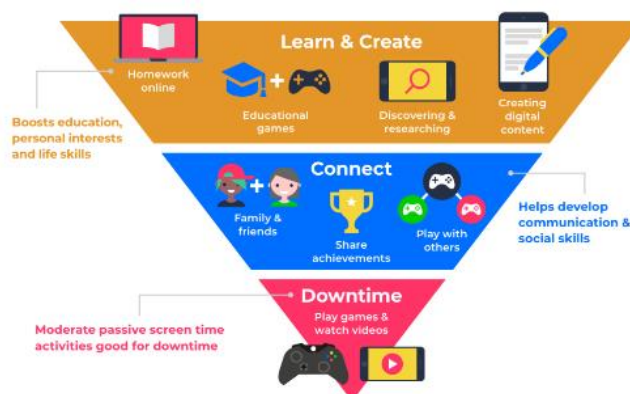 Learn & Create
Homework
online
Educational
games
Discovering &
researching
Creating
digital
content
Boosts education,
personal interests
and life skills
Connect
Family &
friends
Share
achievements
Play with
others
Helps develop
communication &
social skills
Downtime
Play games &
watch videos
Moderate passive screen time
activities good for downtime